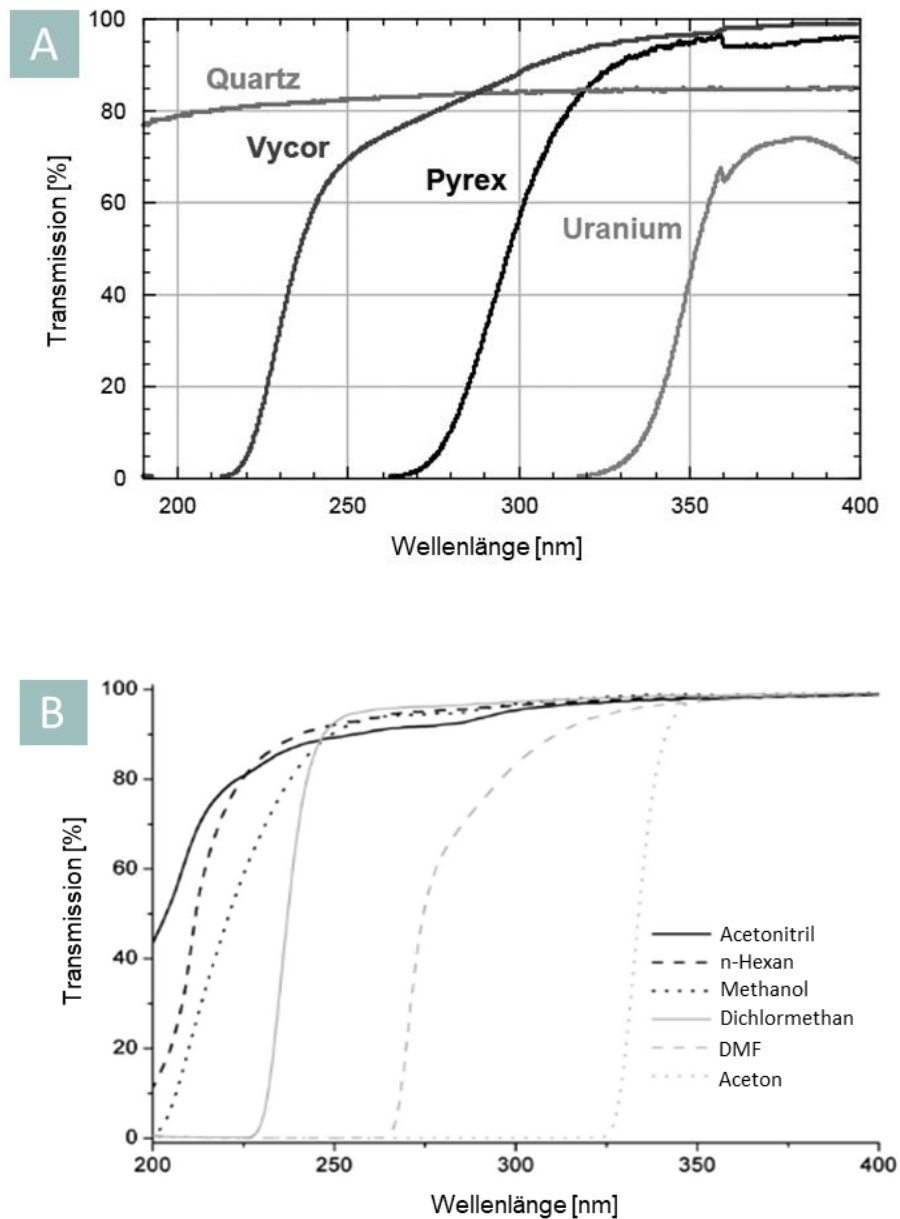 A
100
80
60
40
20
0
Transmission [%]
Quartz
Vycor
Pyrex
Uranium
200 250 300 350 400
Wellenlänge [nm]
B
100
80
60
40
20
0
Transmission [%]
Acetonitril
n-Hexan
Methanol
Dichlormethan
DMF
Aceton
200 250 300 350 400
Wellenlänge [nm]